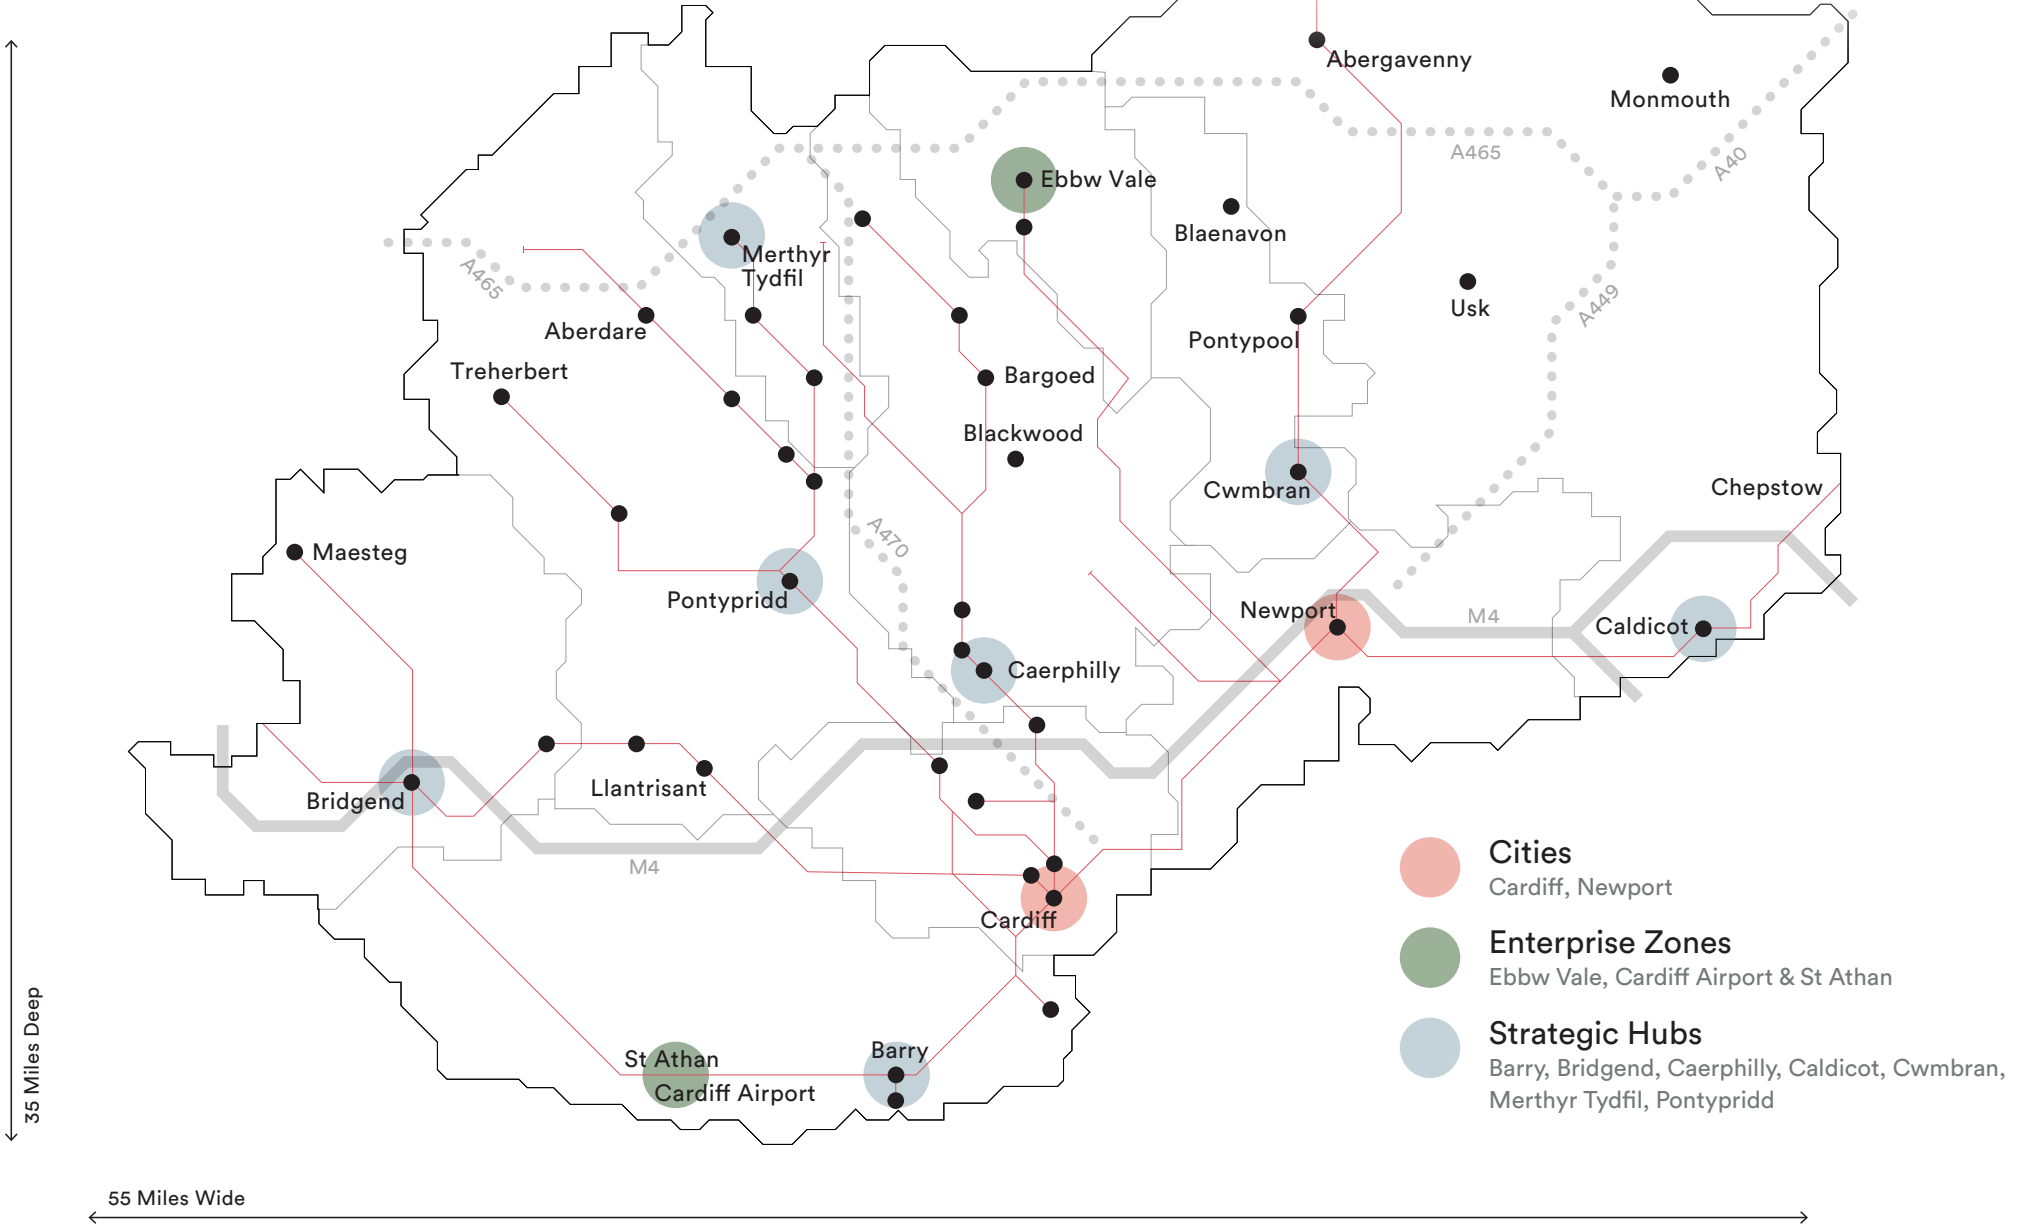 Abergavenny
Monmouth
A465
A40
Ebbw Vale
Blaenavon
Merthyr
Tydfil
A465
Usk
A449
Aberdare
Pontypool
Treherbert
Bargoed
Blackwood
Cwmbran
Chepstow
A470
Maesteg
Pontypridd
Newport
M4
Caldicot
Caerphilly
Bridgend
Llantrisant
M4
Cardiff
Cities
Cardiff, Newport
Enterprise Zones
Ebbw Vale, Cardiff Airport & St Athan
Strategic Hubs
Barry, Bridgend, Caerphilly, Caldicot, Cwmbran,
Merthyr Tydfil, Pontypridd
St Athan
Barry
Cardiff Airport
35 Miles Deep
55 Miles Wide